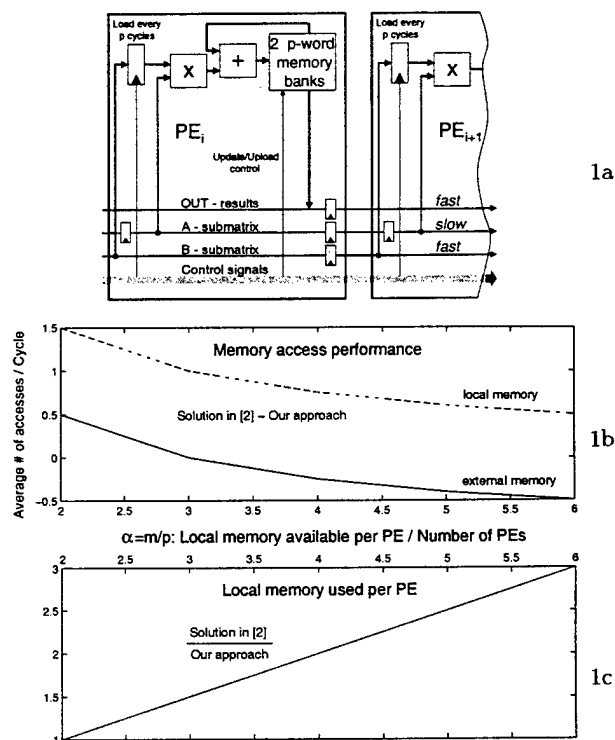 Load every
p cycles
X
+
2 p-word
memory
banks
PEi
Update/Upload
control
OUT - results
A - submatrix
B - submatrix
Control signals
Load every
p cycles
X
PEi+1
fast
slow
fast
1a
Memory access performance
Average # of accesses / Cycle
1.5
1
0.5
0
-0.5
local memory
Solution in [2] – Our approach
external memory
2 2.5 3 3.5 4 4.5 5 5.5 6
1b
α=m/p: Local memory available per PE / Number of PEs
2 2.5 3 3.5 4 4.5 5 5.5 6
Local memory used per PE
3
2.5
2
1.5
1
Solution in [2]
Our approach
1c